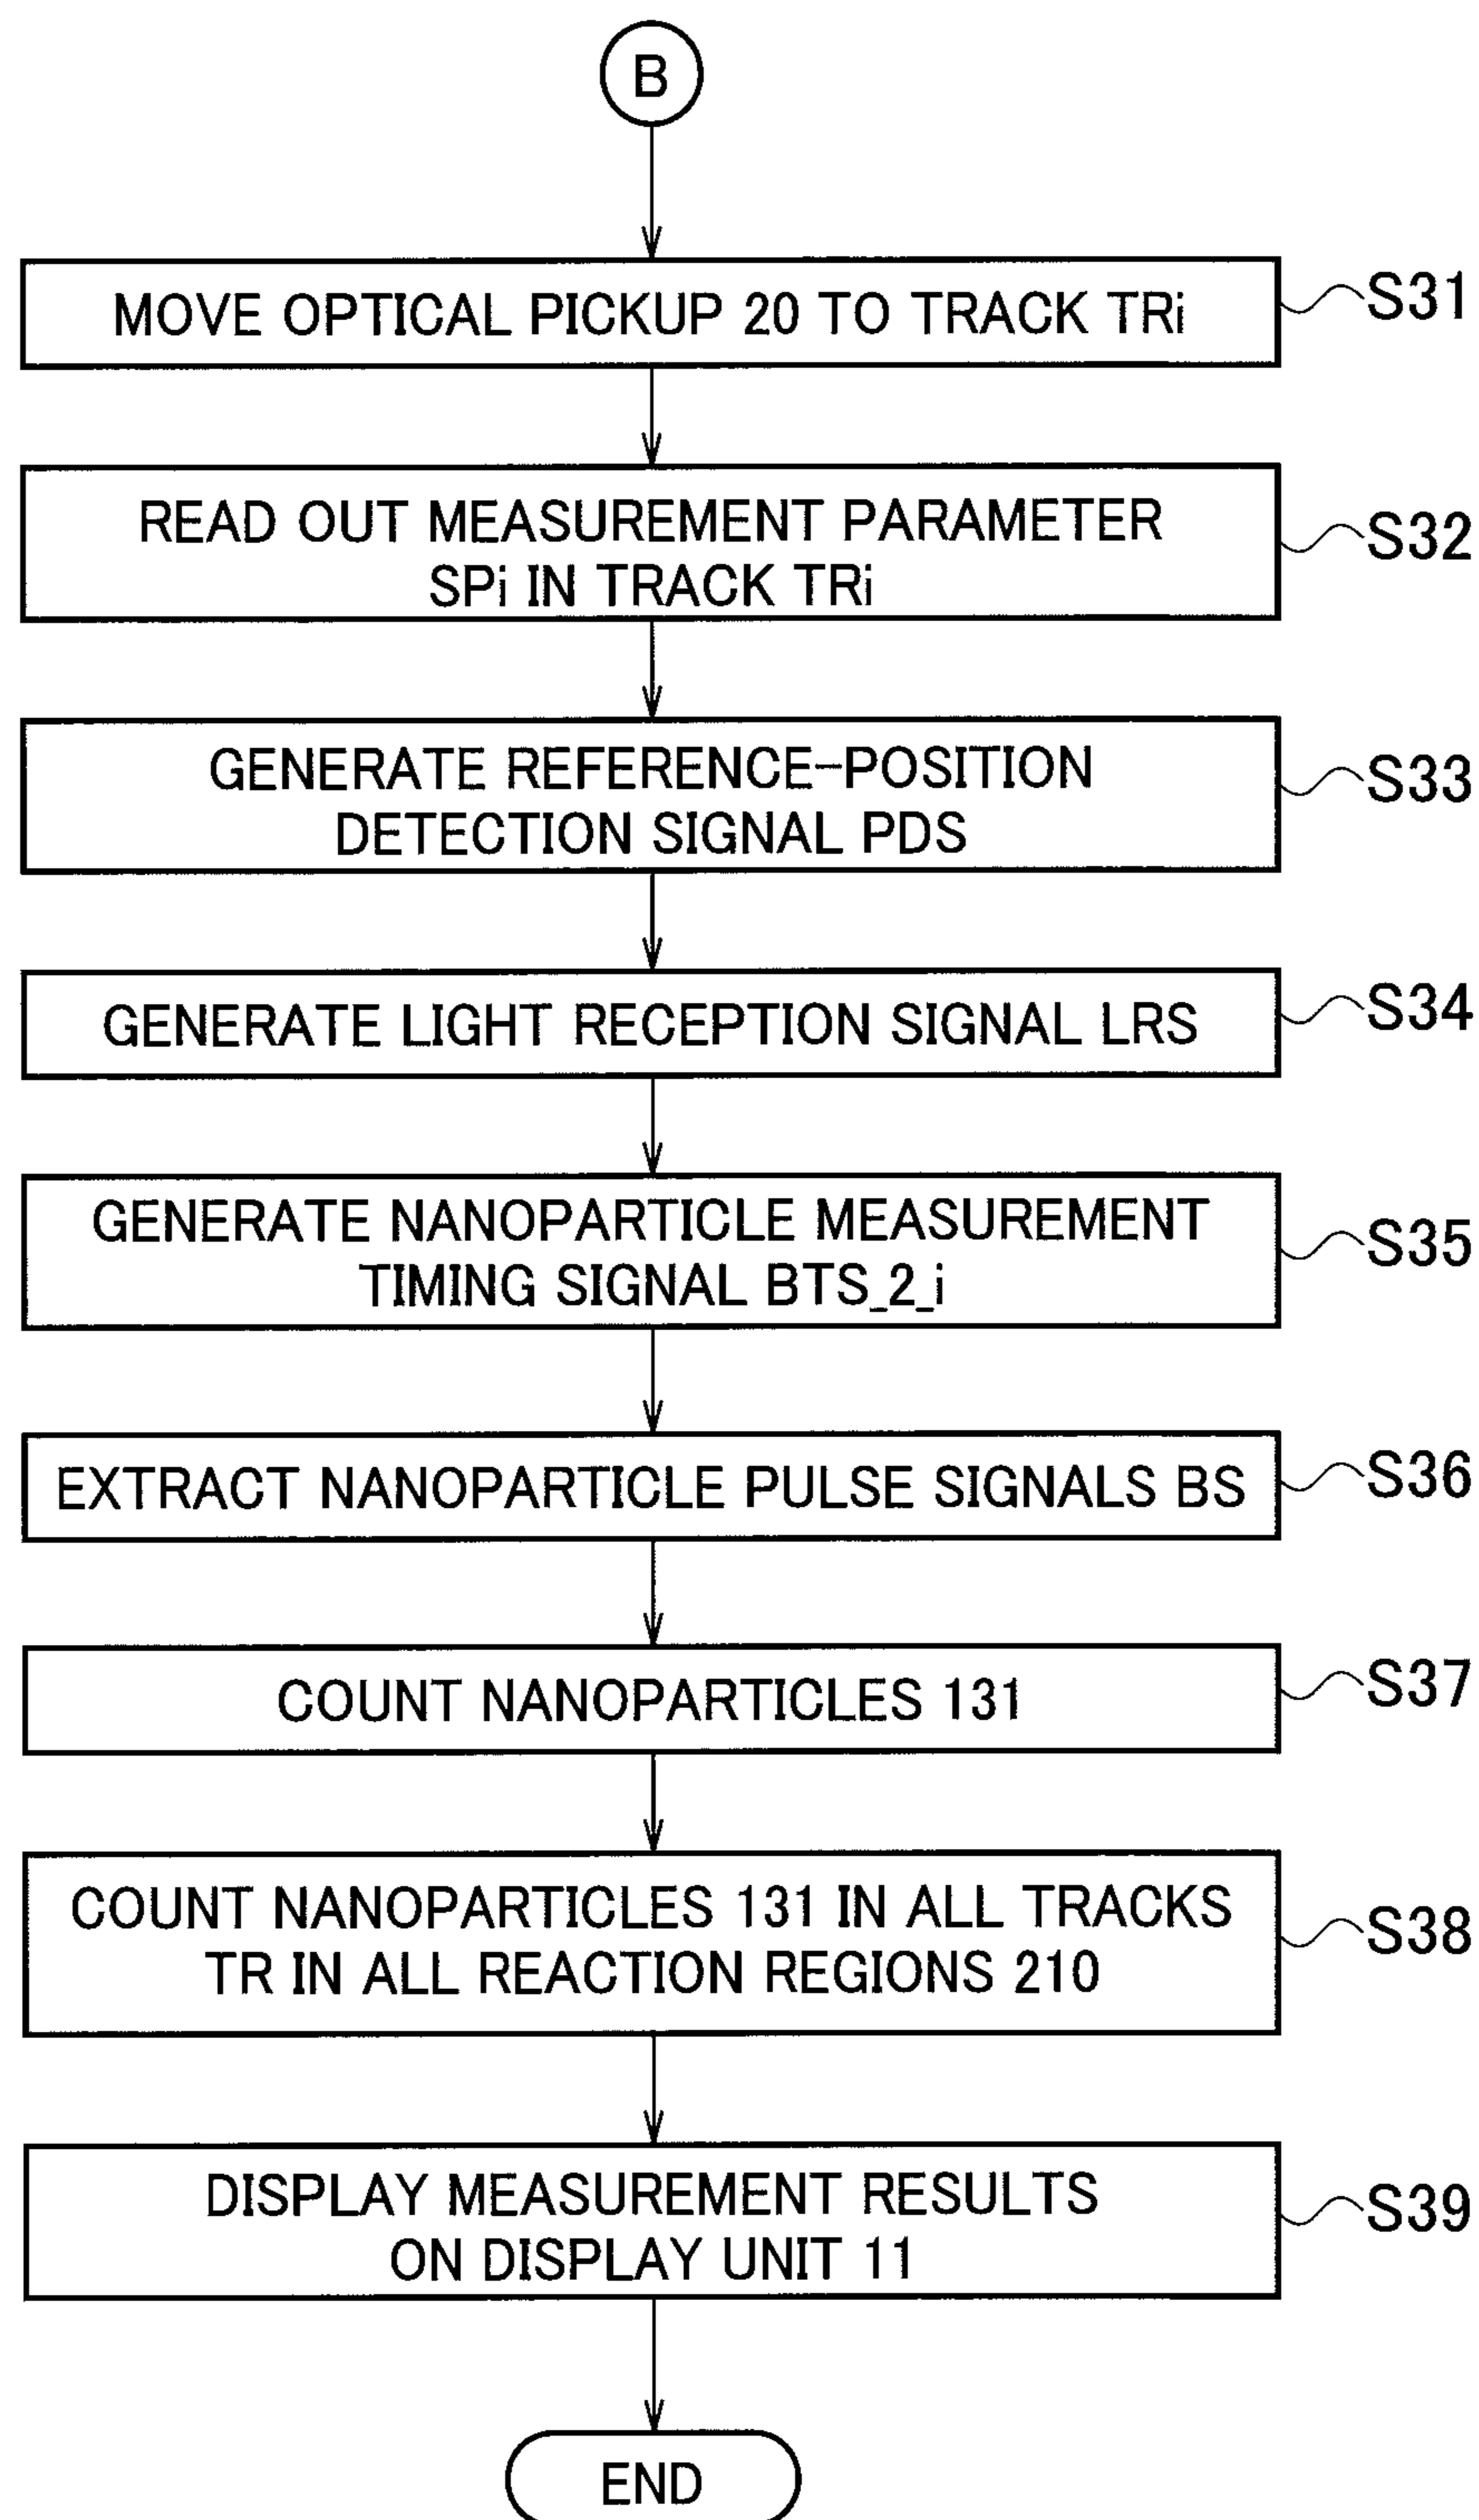 B
MOVE OPTICAL PICKUP 20 TO TRACK TRi
S31
READ OUT MEASUREMENT PARAMETER
SPi IN TRACK TRi
S32
GENERATE REFERENCE-POSITION
DETECTION SIGNAL PDS
S33
GENERATE LIGHT RECEPTION SIGNAL LRS
S34
GENERATE NANOPARTICLE MEASUREMENT
TIMING SIGNAL BTS_2_i
S35
EXTRACT NANOPARTICLE PULSE SIGNALS BS
S36
COUNT NANOPARTICLES 131
S37
COUNT NANOPARTICLES 131 IN ALL TRACKS
TR IN ALL REACTION REGIONS 210
S38
DISPLAY MEASUREMENT RESULTS
ON DISPLAY UNIT 11
S39
END